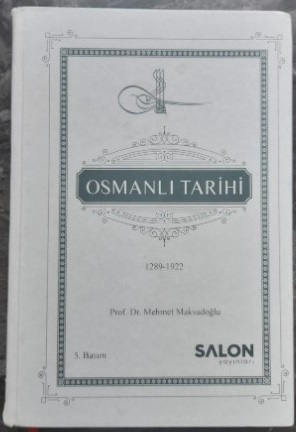 OSMANLI TARİHİ
1289-1922
Prof. Dr. Mehmet Maksudoğlu
5. Basım
SALON
yayınları